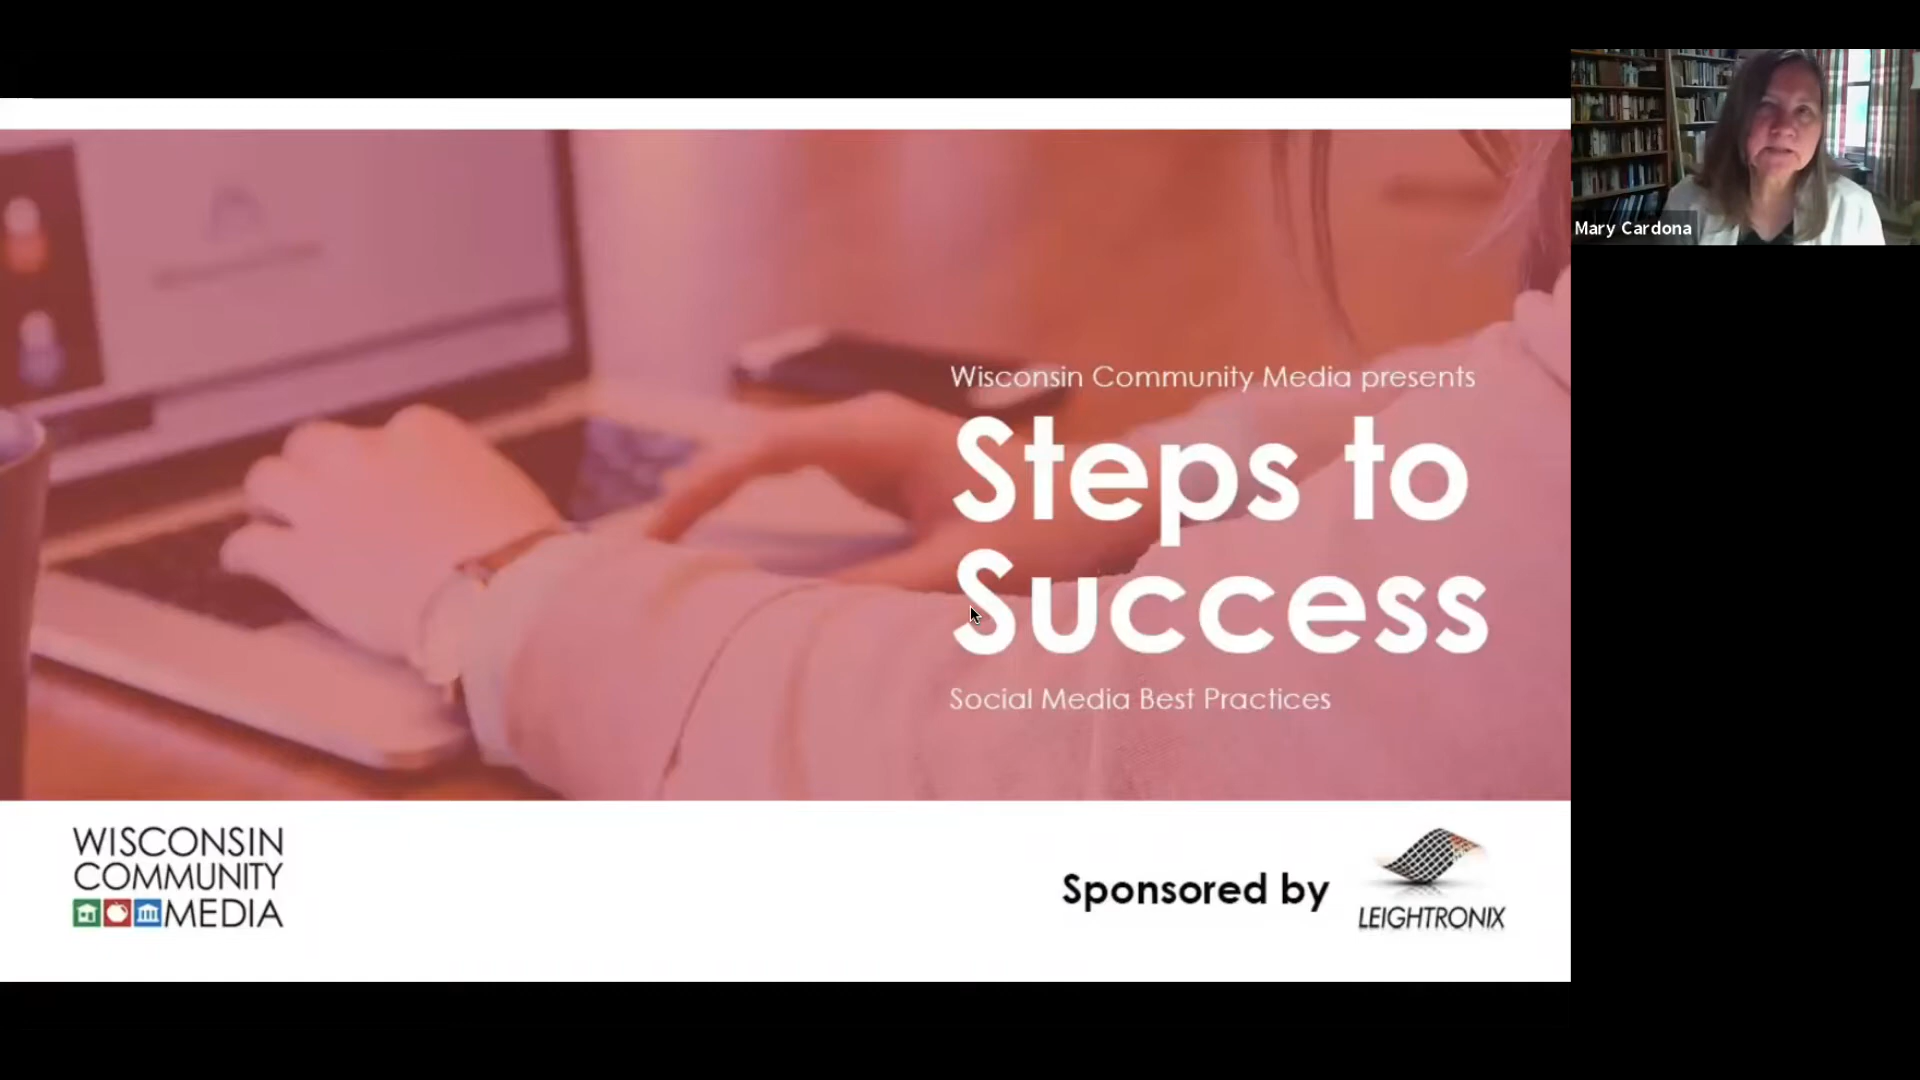 Mary Cardona
Wisconsin Community Media presents
Steps to
Success
Social Media Best Practices
WISCONSIN
COMMUNITY
MEDIA
Sponsored by
LEIGHTRONIX